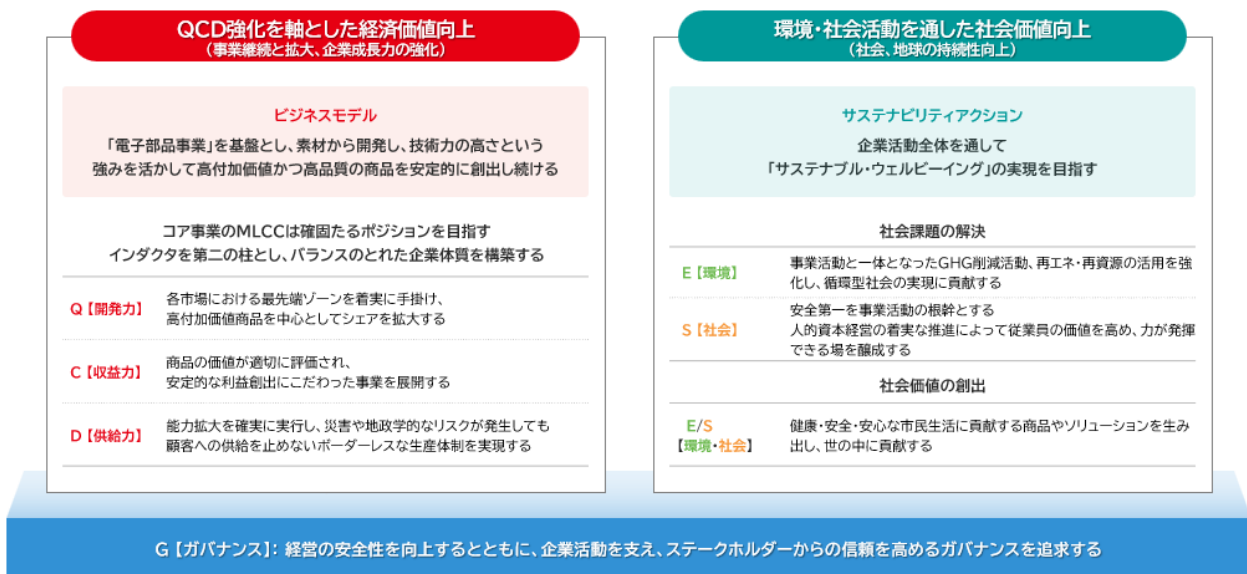 QCD強化を軸とした経済価値向上
(事業継続と拡大、企業成長力の強化)
ビジネスモデル
「電子部品事業」を基盤とし、素材から開発し、技術力の高さという
強みを活かして高付加価値かつ高品質の商品を安定的に創出し続ける
コア事業のMLCCは確固たるポジションを目指す
インダクタを第二の柱とし、バランスのとれた企業体質を構築する
Q【開発力】
各市場における最先端ゾーンを着実に手掛け、
高付加価値商品を中心としてシェアを拡大する
C【収益力】
商品の価値が適切に評価され、
安定的な利益創出にこだわった事業を展開する
D【供給力】
能力拡大を確実に実行し、災害や地政学的なリスクが発生しても
顧客への供給を止めないボーダーレスな生産体制を実現する
環境・社会活動を通した社会価値向上
(社会、地球の持続性向上)
サステナビリティアクション
企業活動全体を通して
「サステナブル・ウェルビーイング」の実現を目指す
社会課題の解決
E【環境】
事業活動と一体となったGHG削減活動、再エネ・再資源の活用を強
化し、循環型社会の実現に貢献する
S【社会】
安全第一を事業活動の根幹とする
人的資本経営の着実な推進によって従業員の価値を高め、力が発揮
できる場を醸成する
社会価値の創出
E/S
【環境・社会】
健康・安全・安心な市民生活に貢献する商品やソリューションを生み
出し、世の中に貢献する
G【ガバナンス】: 経営の安全性を向上するとともに、企業活動を支え、ステークホルダーからの信頼を高めるガバナンスを追求する